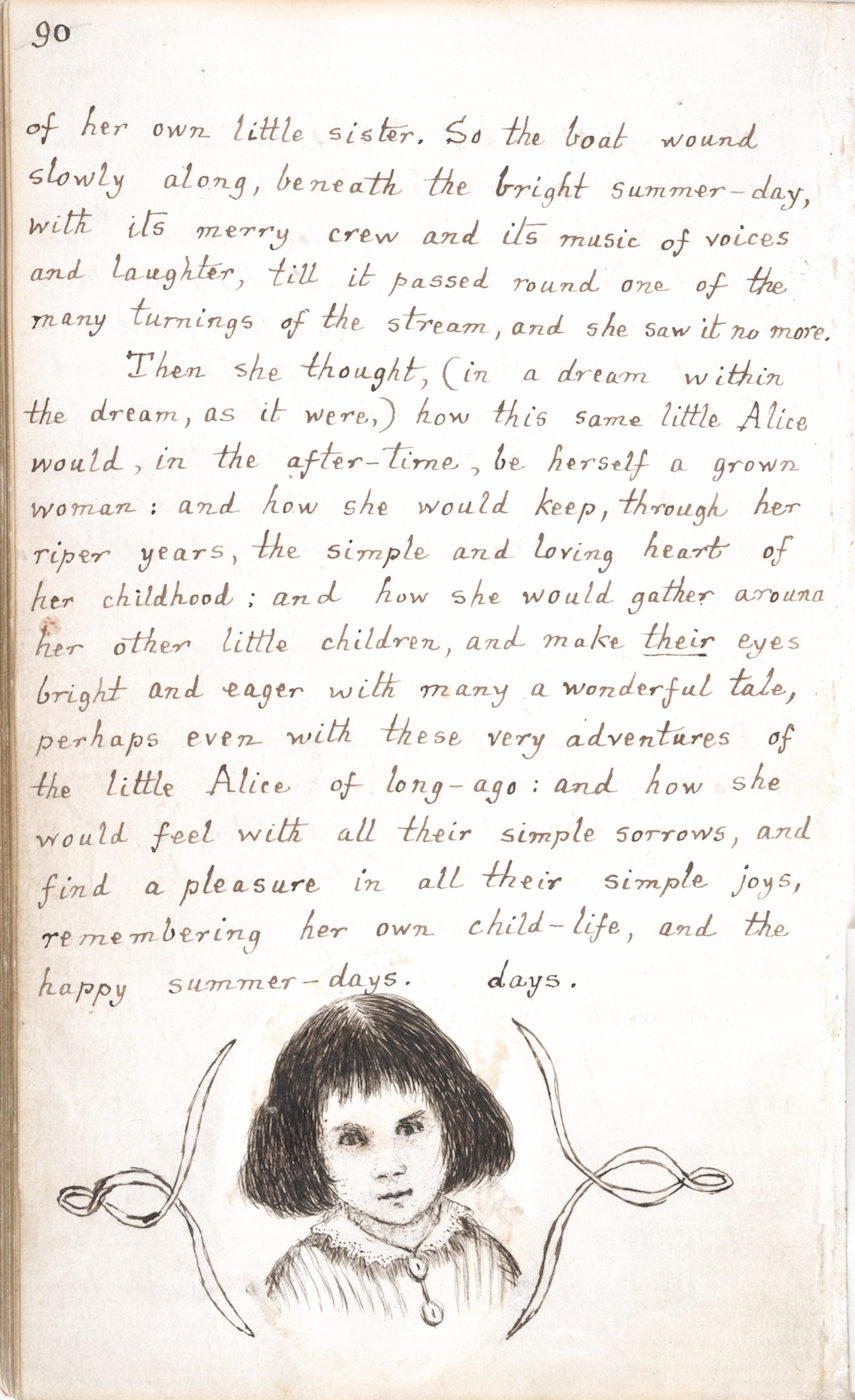 90
of her own little sister. So the boat wound
slowly along, beneath the bright summer-day,
with its merry crew and its music of voices
and laughter, till it passed round one of the
many turnings of the stream, and she saw it no more.
Then she thought, (in a dream within
the dream, as it were,) how this same little Alice
would, in the after-time, be herself a grown
woman: and how she would keep, through her
riper years, the simple and loving heart of
her childhood: and how she would gather around
her other little children, and make their eyes
bright and eager with many a wonderful tale,
perhaps even with these very adventures of
the little Alice of long-ago: and how she
would feel with all their simple sorrows, and
find a pleasure in all their simple joys,
remembering her own child-life, and the
happy summer-days. days.